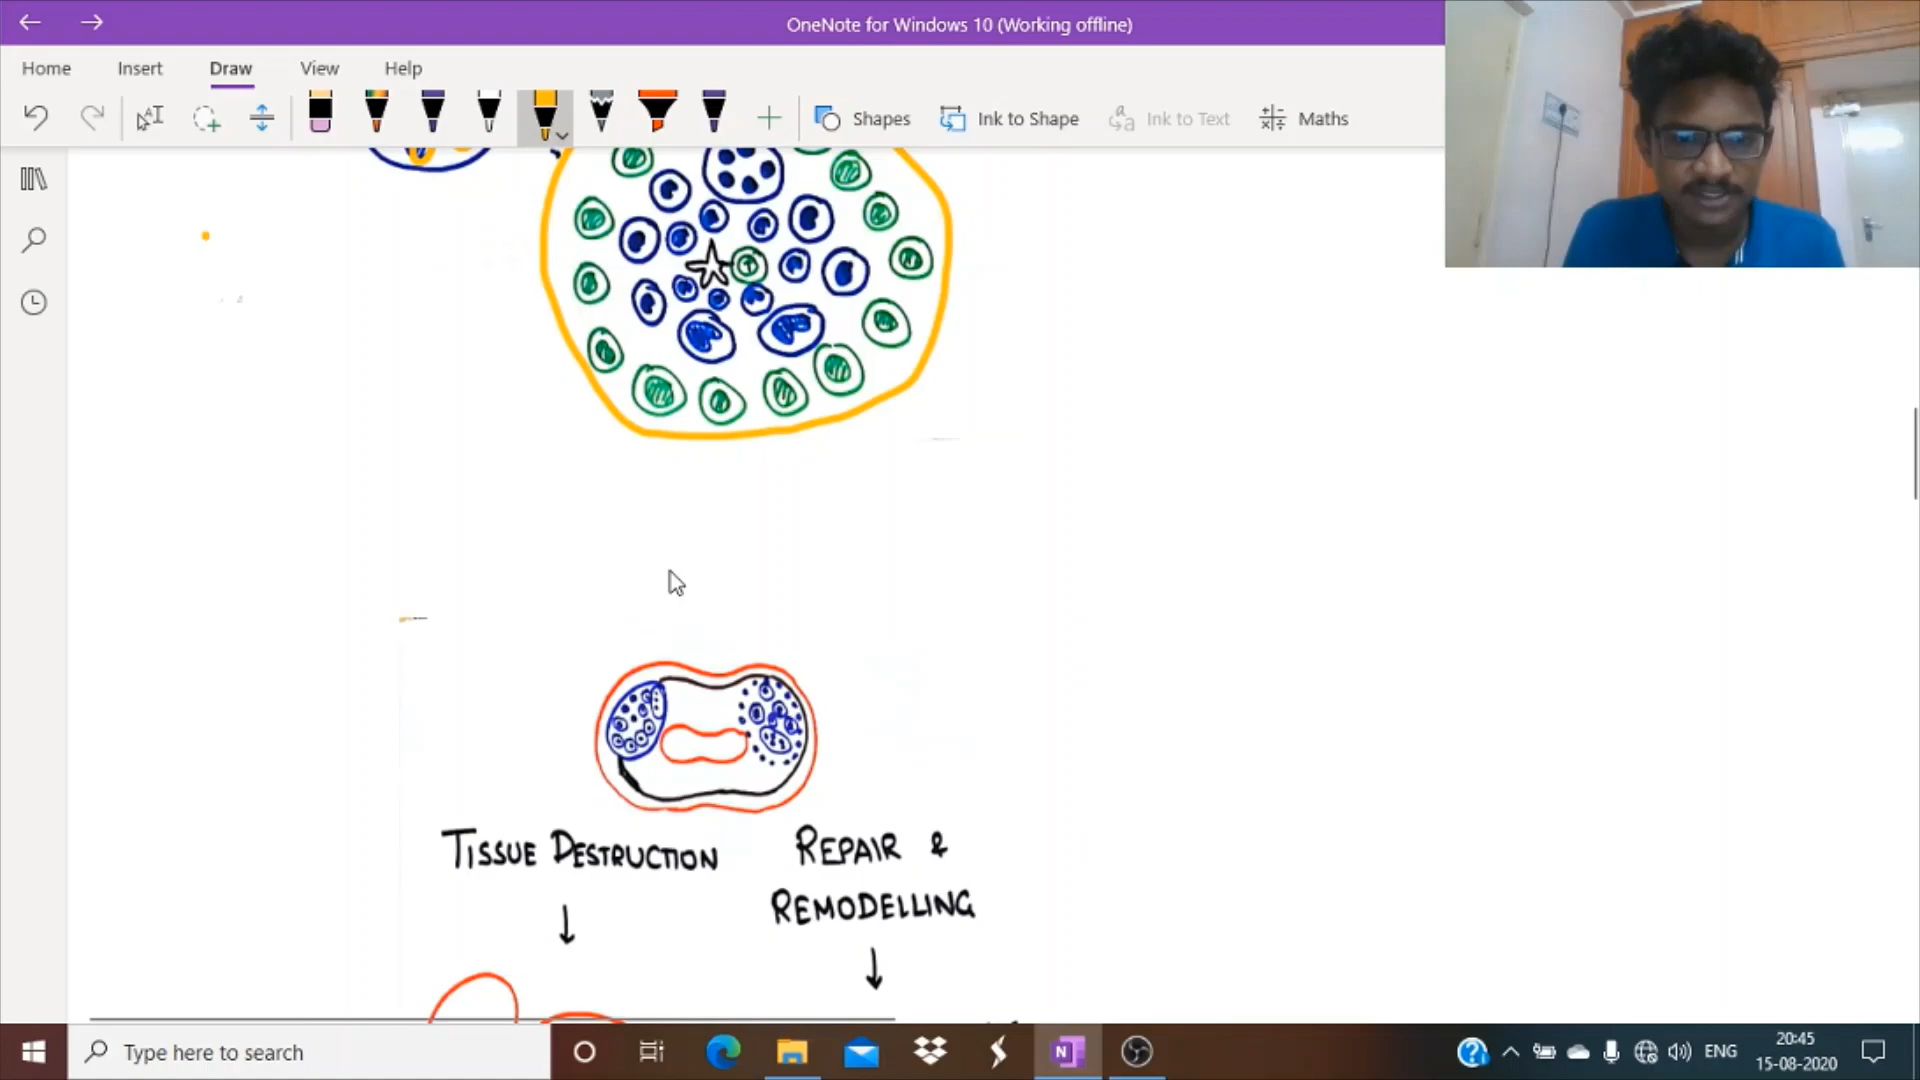 OneNote for Windows 10 (Working offline)
Home Insert Draw View Help
Shapes Ink to Shape Ink to Text Maths
TISSUE DESTRUCTION
REPAIR &
REMODELLING
Type here to search
ENG
20:45
15-08-2020